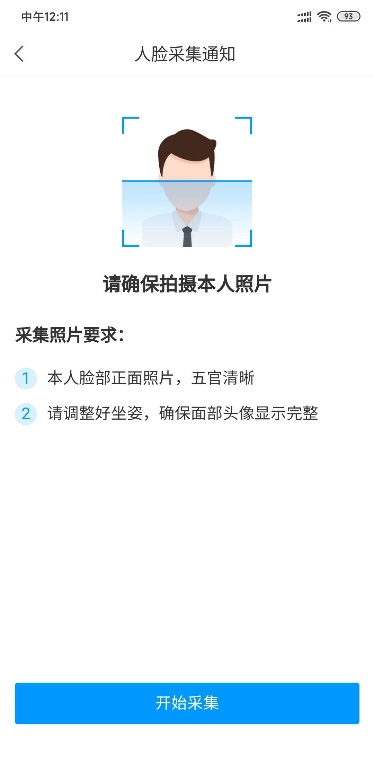 中午12:11
93
人脸采集通知
请确保拍摄本人照片
采集照片要求：
1 本人脸部正面照片，五官清晰
2 请调整好坐姿，确保面部头像显示完整
开始采集